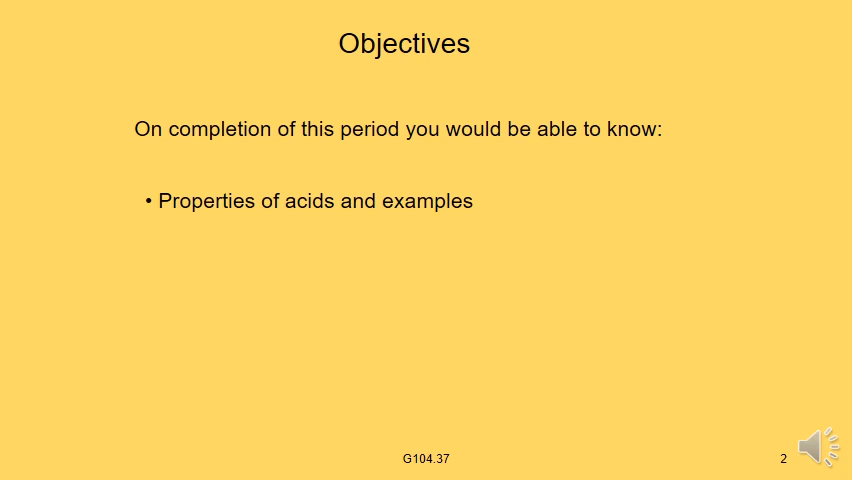 Objectives
On completion of this period you would be able to know:
• Properties of acids and examples
G104.37
2